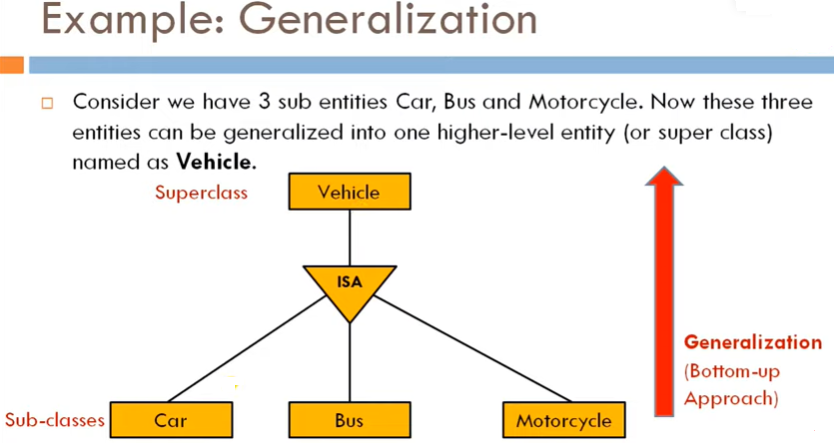 Example: Generalization
Consider we have 3 sub entities Car, Bus and Motorcycle. Now these three
entities can be generalized into one higher-level entity (or super class)
named as Vehicle.
Superclass
Vehicle
ISA
Generalization
(Bottom-up
Approach)
Sub-classes
Car
Bus
Motorcycle